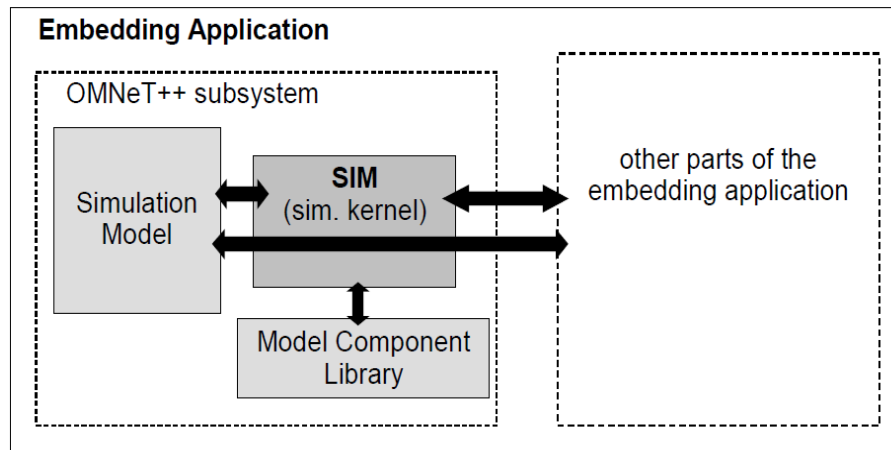 Embedding Application
OMNeT++ subsystem
Simulation
Model
SIM
(sim. kernel)
Model Component
Library
other parts of the
embedding application